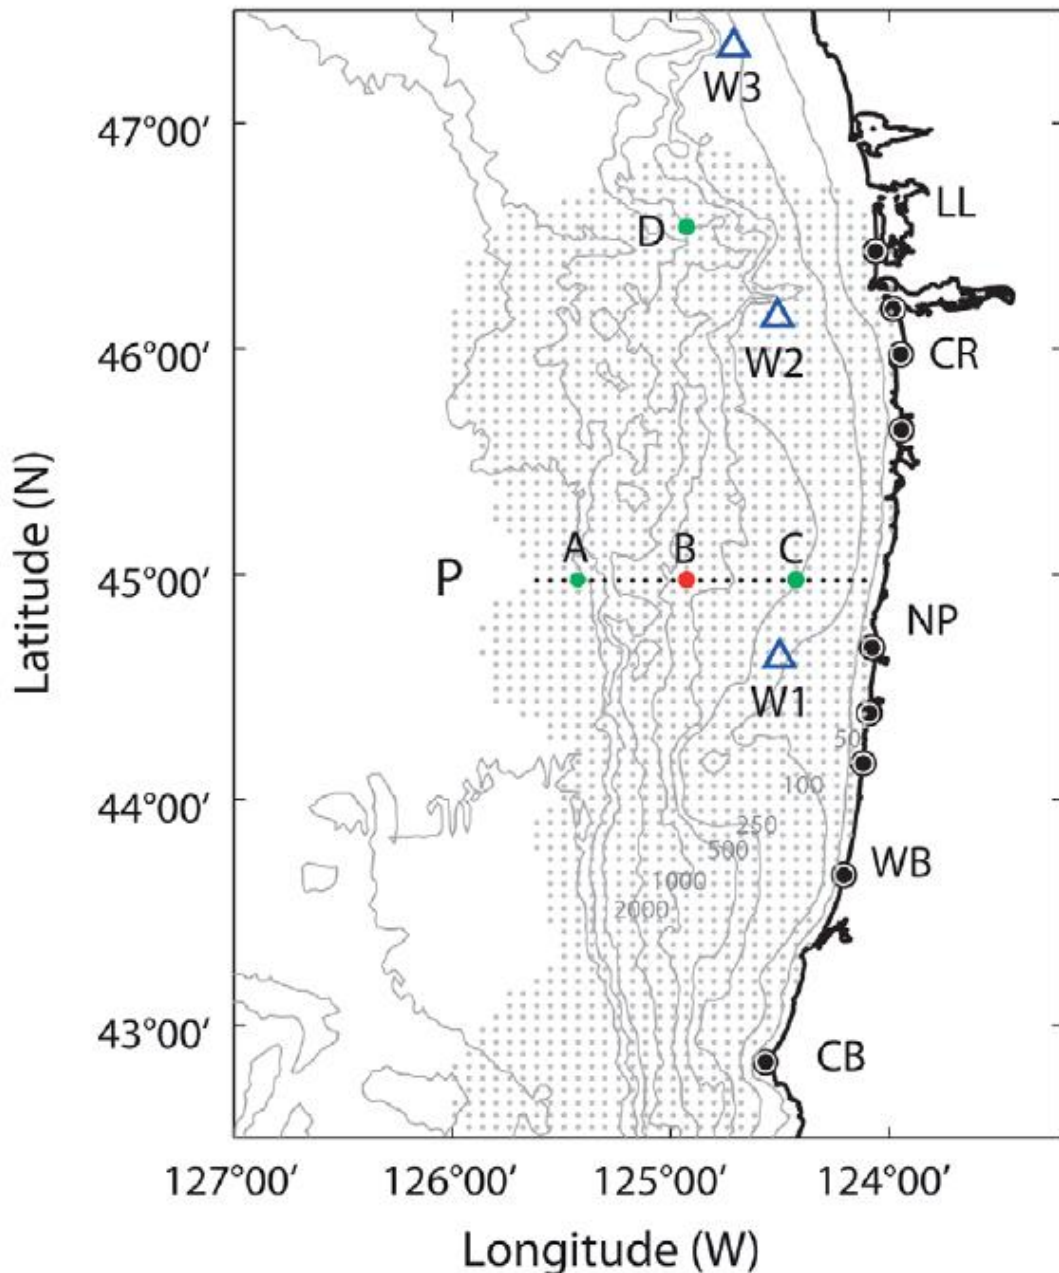 W3
47°00′
LL
D
46°00′
W2
CR
A
B
C
45°00′
P
NP
W1
50
100
44°00′
250
500
WB
1000
2000
43°00′
CB
127°00′
126°00′
125°00′
124°00′
Latitude (N)
Longitude (W)